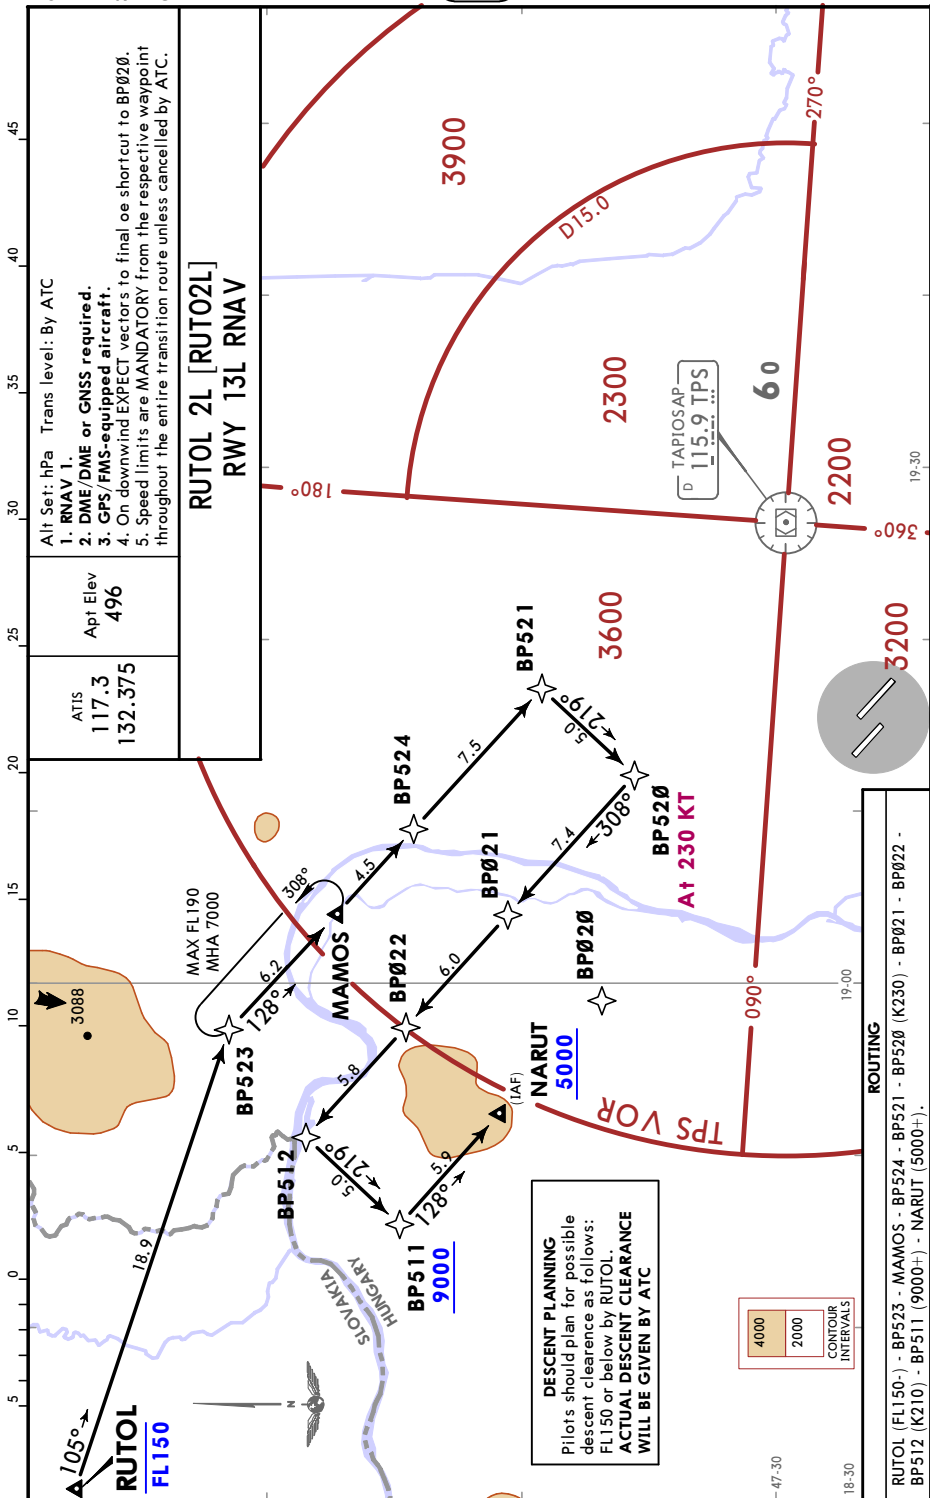 ATIS
117.3
132.375
Apt Elev
496
Alt Set: hPa Trans level: By ATC
1. RNAV 1.
2. DME/DME or GNSS required.
3. GPS/FMS-equipped aircraft.
4. On downwind EXPECT vectors to final oe shortcut to BPØ2Ø.
5. Speed limits are MANDATORY from the respective waypoint
throughout the entire transition route unless cancelled by ATC.
RUTOL 2L [RUTO2L]
RWY 13L RNAV
5
0
5
10
15
20
25
30
35
40
45
105°
RUTOL
FL150
18.9
3088
MAX FL190
MHA 7000
BP523
6.2
128°
308°
MAMOS
4.5
BP524
7.5
BP521
219°
5.0
BP52Ø
At 230 KT
308°
7.4
BPØ21
6.0
BPØ22
5.8
BP512
219°
5.0
BP511
9000
128°
5.9
(IAF)
NARUT
5000
BPØ2Ø
SLOVAKIA
HUNGARY
N
3900
D15.0
2300
270°
180°
D TAPIOSAP
115.9 TPS
60
2200
360°
3600
3200
090°
TPS VOR
19-30
19-00
18-30
47-30
DESCENT PLANNING
Pilots should plan for possible
descent clearence as follows:
FL150 or below by RUTOL.
ACTUAL DESCENT CLEARANCE
WILL BE GIVEN BY ATC
4000
2000
CONTOUR
INTERVALS
ROUTING
RUTOL (FL150-) - BP523 - MAMOS - BP524 - BP521 - BP52Ø (K230) - BPØ21 - BPØ22 -
BP512 (K210) - BP511 (9000+) - NARUT (5000+).